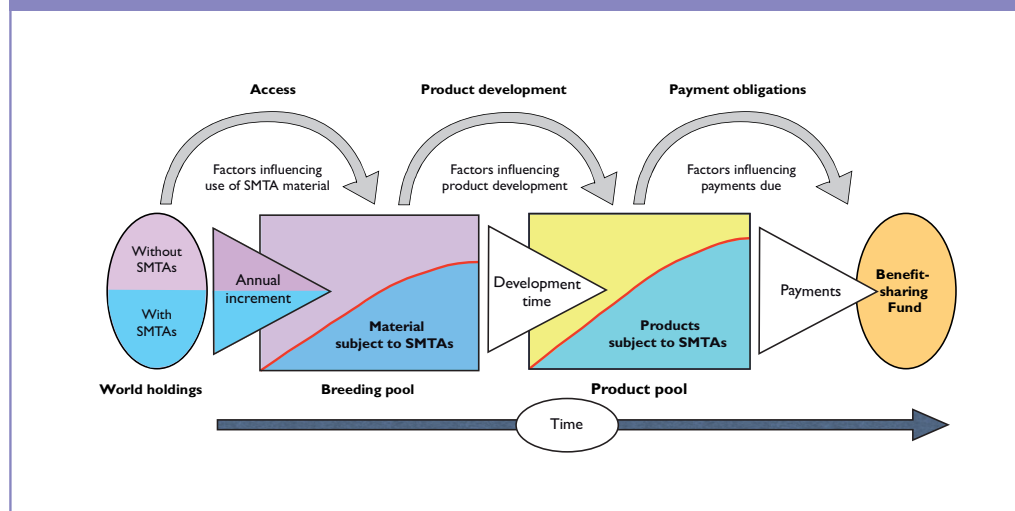 Access
Product development
Payment obligations
Factors influencing
use of SMTA material
Factors influencing
product development
Factors influencing
payments due
Without
SMTAs
With
SMTAs
Annual
increment
Material
subject to SMTAs
Development
time
Products
subject to SMTAs
Payments
Benefit-
sharing
Fund
World holdings
Breeding pool
Product pool
Time